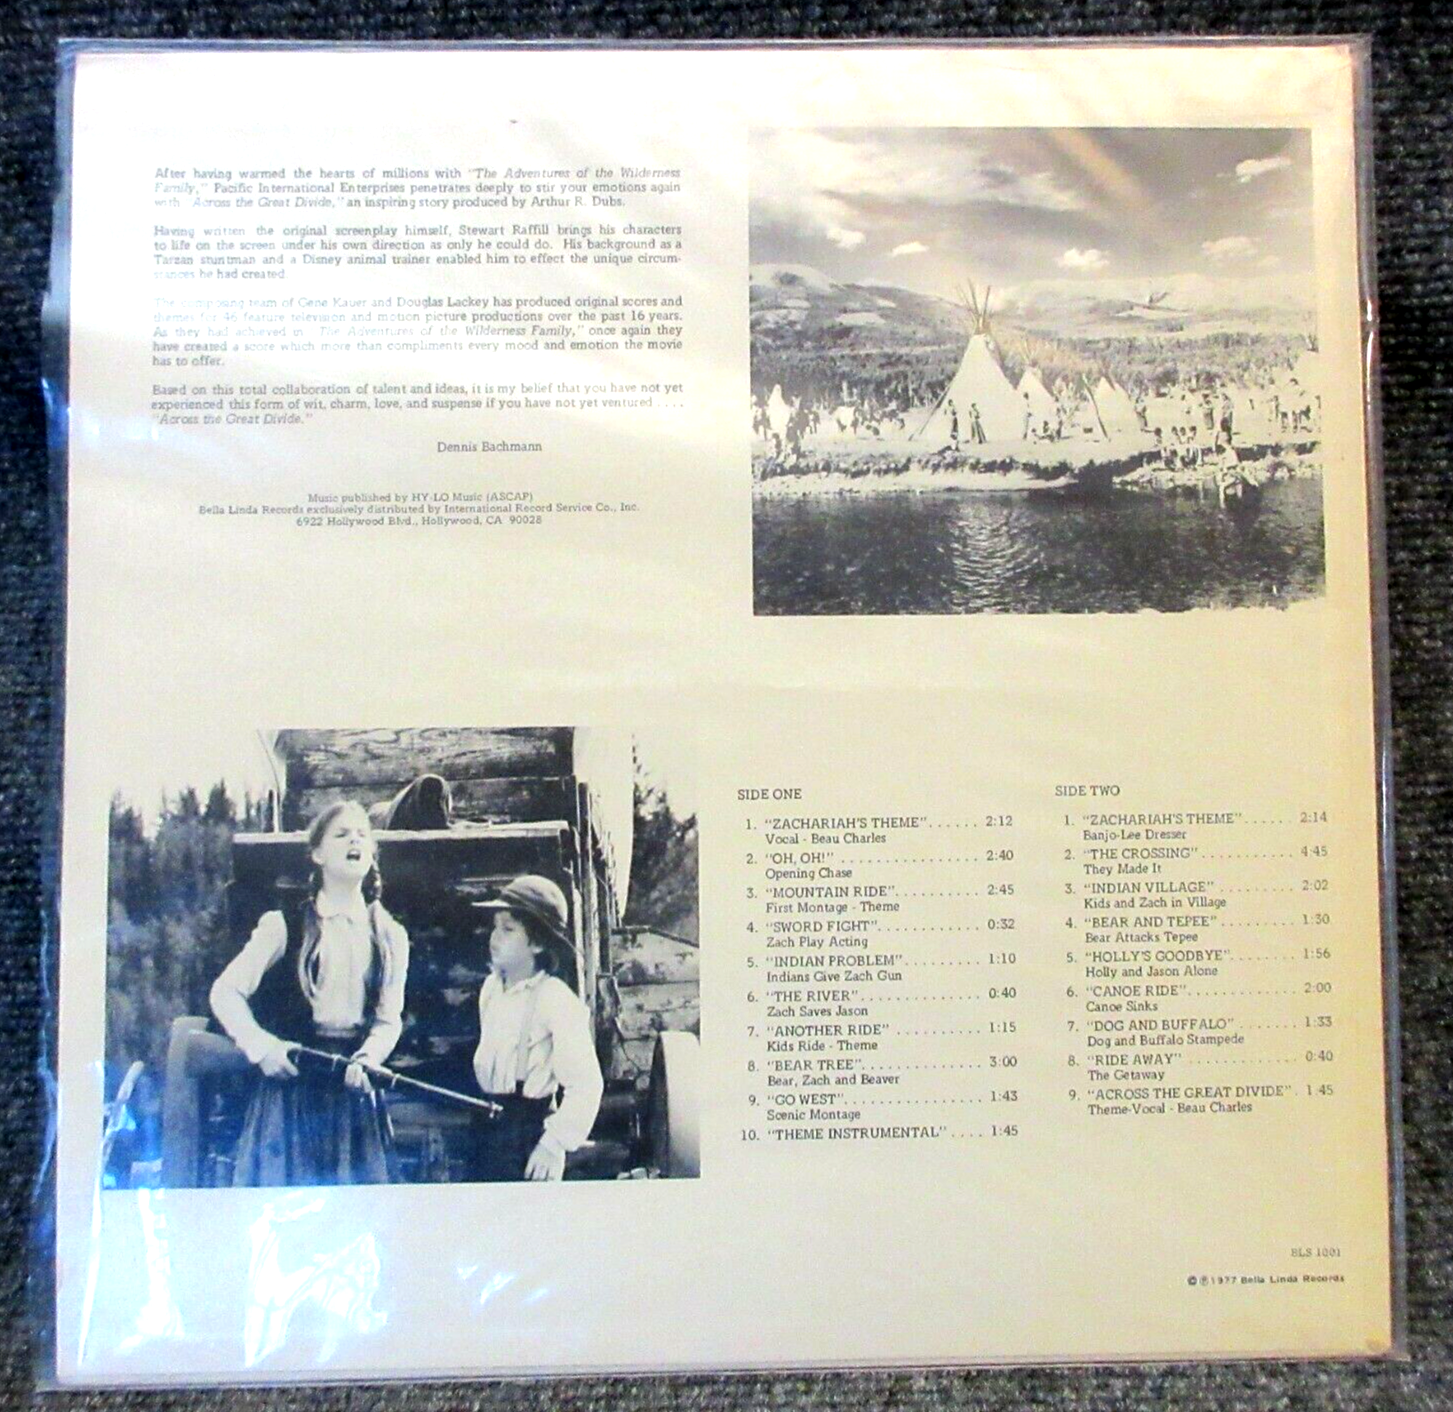 After having warmed the hearts of millions with "The Adventures of the Wilderness
Family," Pacific International Enterprises penetrates deeply to stir your emotions again
with "Across the Great Divide," an inspiring story produced by Arthur R. Dubs.
Having written the original screenplay himself, Stewart Raffill brings his characters
to life on the screen under his own direction as only he could do. His background as a
Tarzan stuntman and a Disney animal trainer enabled him to effect the unique circum-
stances he had created.
The composing team of Gene Kauer and Douglas Lackey has produced original scores and
themes for 46 feature television and motion picture productions over the past 16 years.
As they had achieved in "The Adventures of the Wilderness Family," once again they
have created a score which more than compliments every mood and emotion the movie
has to offer.
Based on this total collaboration of talent and ideas, it is my belief that you have not yet
experienced this form of wit, charm, love, and suspense if you have not yet ventured . . . .
"Across the Great Divide."
Dennis Bachmann
Music published by HY-LO Music (ASCAP)
Bella Linda Records exclusively distributed by International Record Service Co., Inc.
6922 Hollywood Blvd., Hollywood, CA 90028
SIDE ONE
1. "ZACHARIAH'S THEME" . . . . . . 2:12
Vocal - Beau Charles
2. "OH, OH!" . . . . . . . . . . . . . . . . 2:40
Opening Chase
3. "MOUNTAIN RIDE" . . . . . . . . . . 2:45
First Montage - Theme
4. "SWORD FIGHT" . . . . . . . . . . . . 0:32
Zach Play Acting
5. "INDIAN PROBLEM" . . . . . . . . . 1:10
Indians Give Zach Gun
6. "THE RIVER" . . . . . . . . . . . . . . 0:40
Zach Saves Jason
7. "ANOTHER RIDE" . . . . . . . . . . 1:15
Kids Ride - Theme
8. "BEAR TREE" . . . . . . . . . . . . . . 3:00
Bear, Zach and Beaver
9. "GO WEST" . . . . . . . . . . . . . . . . 1:43
Scenic Montage
10. "THEME INSTRUMENTAL" . . . . 1:45
SIDE TWO
1. "ZACHARIAH'S THEME" . . . . . . 2:14
Banjo-Lee Dresser
2. "THE CROSSING" . . . . . . . . . . . 4:45
They Made It
3. "INDIAN VILLAGE" . . . . . . . . . 2:02
Kids and Zach in Village
4. "BEAR AND TEPEE" . . . . . . . . . 1:30
Bear Attacks Tepee
5. "HOLLY'S GOODBYE" . . . . . . . . 1:56
Holly and Jason Alone
6. "CANOE RIDE" . . . . . . . . . . . . . 2:00
Canoe Sinks
7. "DOG AND BUFFALO" . . . . . . . 1:33
Dog and Buffalo Stampede
8. "RIDE AWAY" . . . . . . . . . . . . . 0:40
The Getaway
9. "ACROSS THE GREAT DIVIDE" . 1:45
Theme-Vocal - Beau Charles
BLS 1001
©℗1977 Bella Linda Records